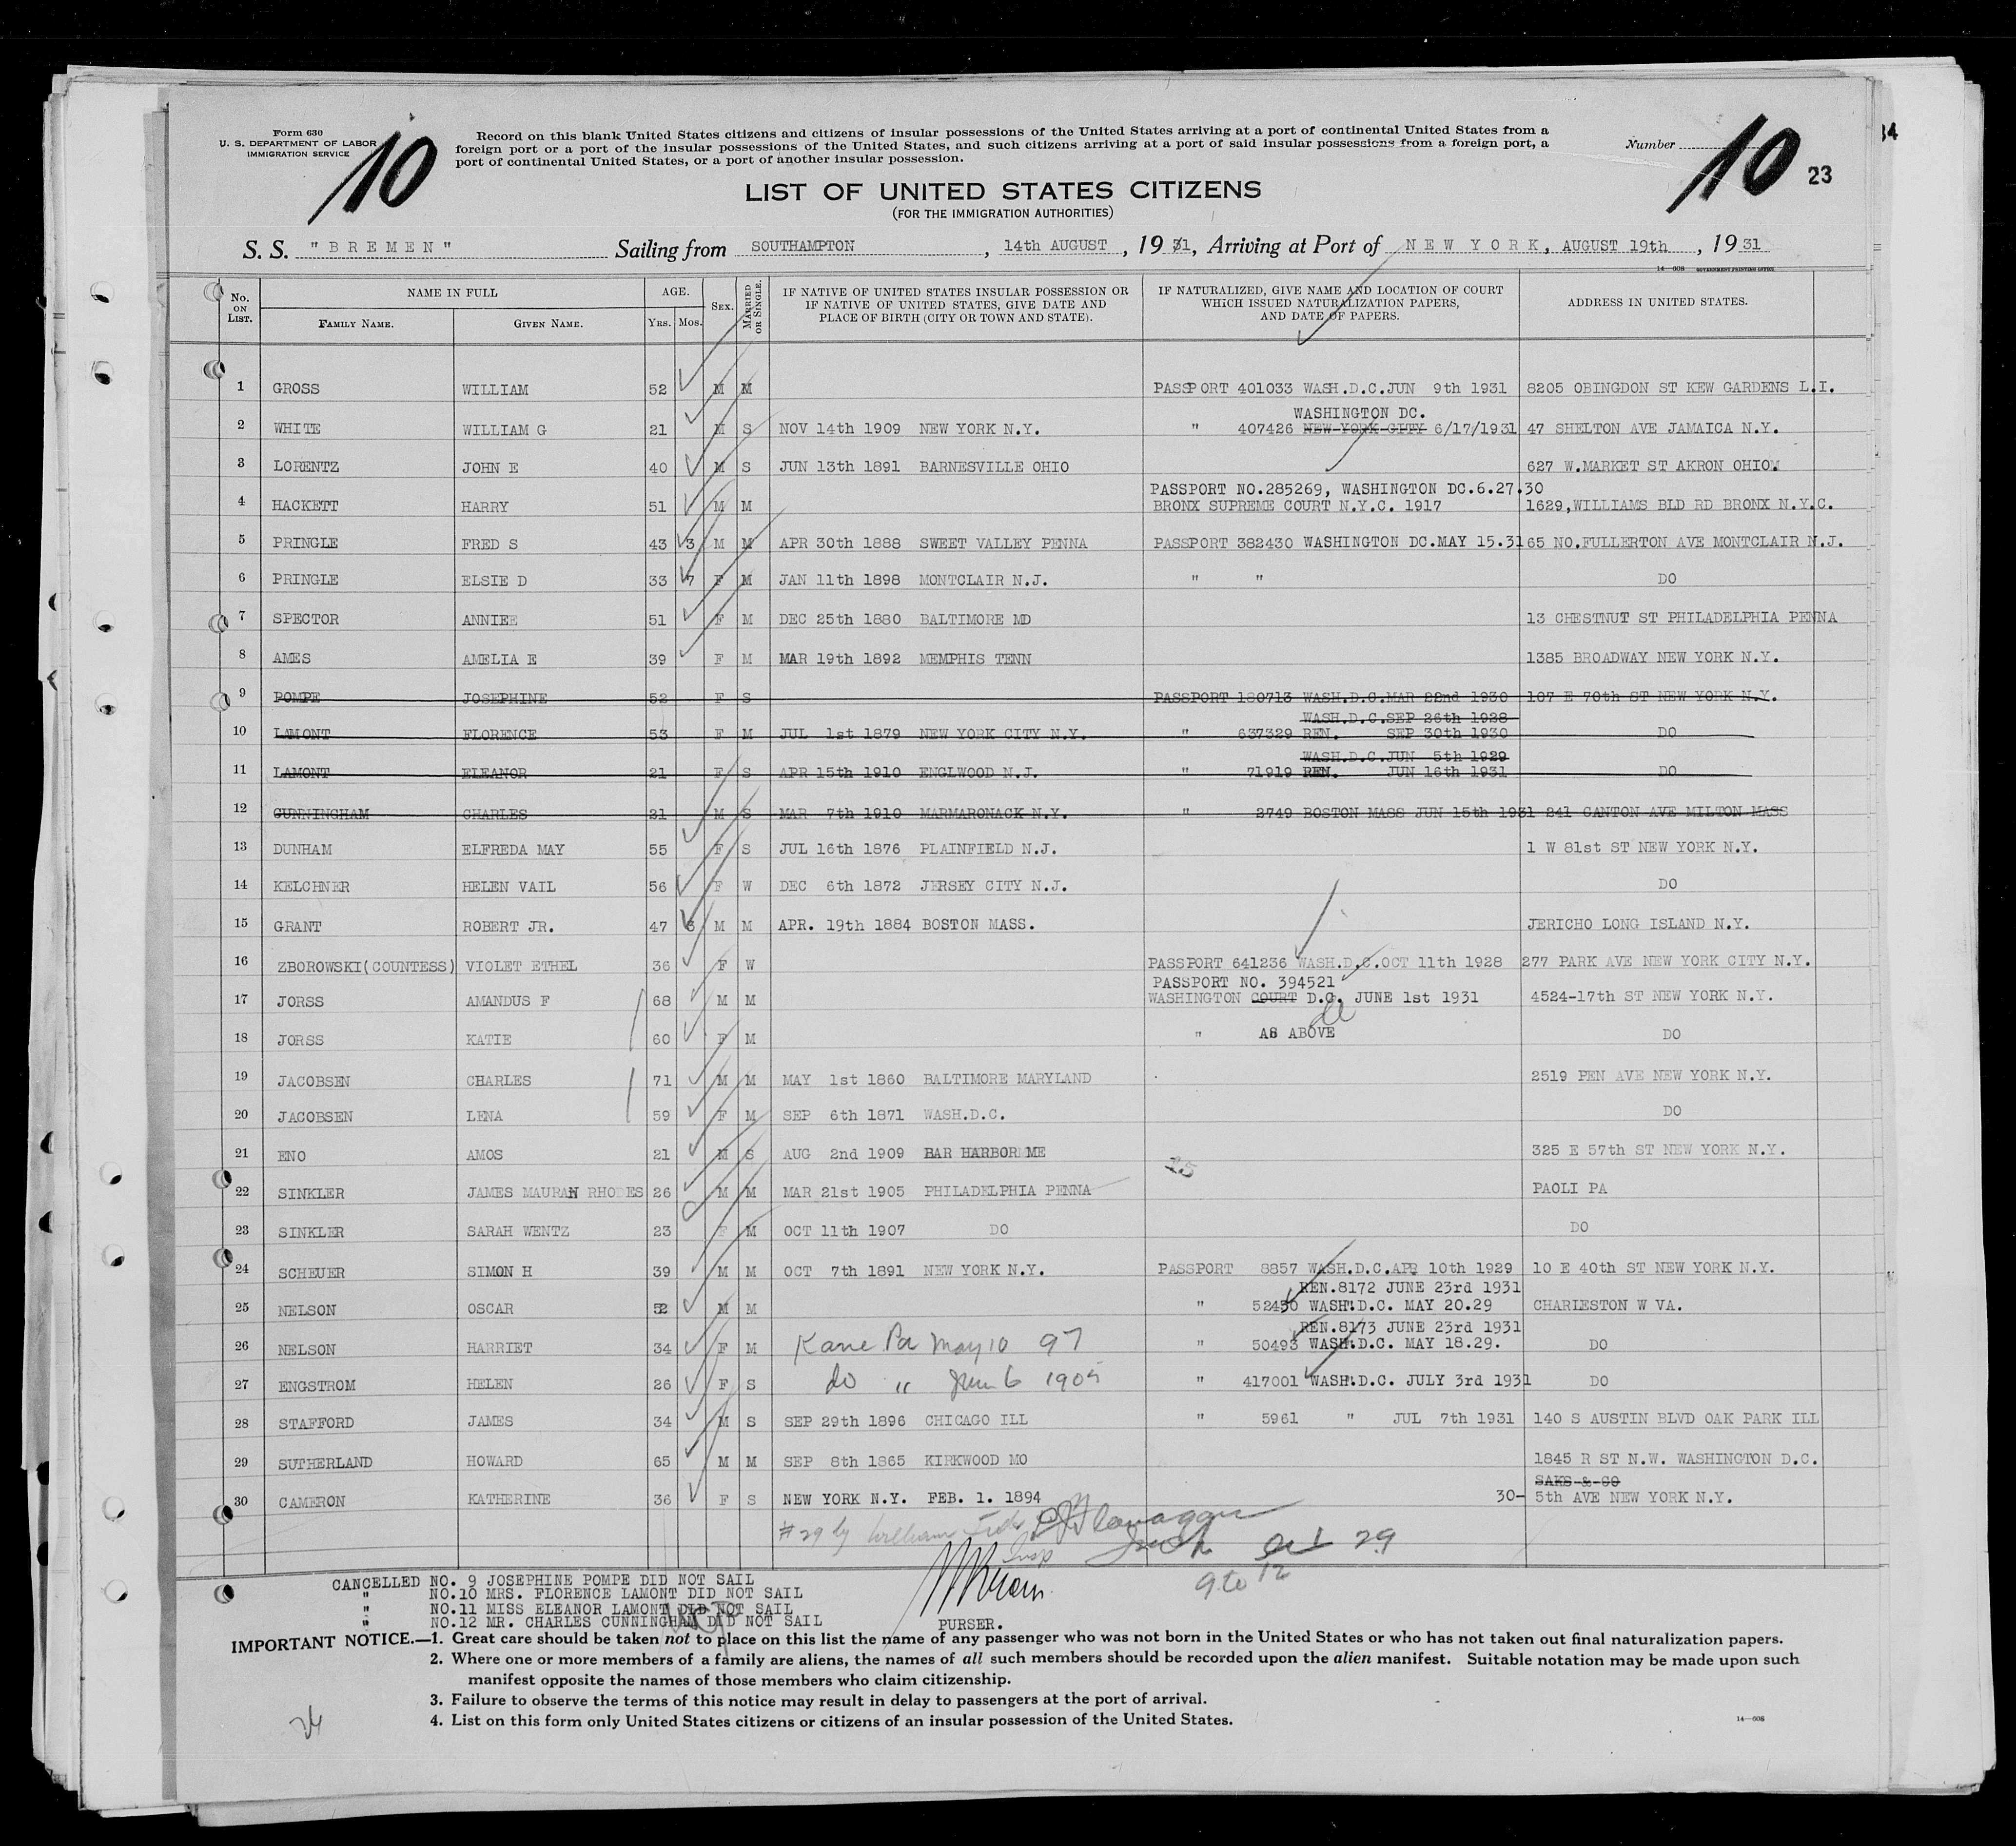 Form 630
U. S. DEPARTMENT OF LABOR
IMMIGRATION SERVICE
10
Record on this blank United States citizens and citizens of insular possessions of the United States arriving at a port of continental United States from a
foreign port or a port of the insular possessions of the United States, and such citizens arriving at a port of said insular possessions from a foreign port, a
port of continental United States, or a port of another insular possession.
Number
10
23
34
LIST OF UNITED STATES CITIZENS
(FOR THE IMMIGRATION AUTHORITIES)
S. S. "BREMEN" Sailing from SOUTHAMPTON, 14th AUGUST, 1931, Arriving at Port of NEW YORK, AUGUST 19th, 1931
14—608 GOVERNMENT PRINTING OFFICE
No. ON LIST.
NAME IN FULL
FAMILY NAME. GIVEN NAME.
AGE.
YRS. MOS.
SEX.
MARRIED OR SINGLE.
IF NATIVE OF UNITED STATES INSULAR POSSESSION OR
IF NATIVE OF UNITED STATES, GIVE DATE AND
PLACE OF BIRTH (CITY OR TOWN AND STATE).
IF NATURALIZED, GIVE NAME AND LOCATION OF COURT
WHICH ISSUED NATURALIZATION PAPERS,
AND DATE OF PAPERS.
ADDRESS IN UNITED STATES.
1 GROSS WILLIAM 52 M M PASSPORT 401033 WASH.D.C.JUN 9th 1931 8205 OBINGDON ST KEW GARDENS L.I.
WASHINGTON DC.
2 WHITE WILLIAM G 21 M S NOV 14th 1909 NEW YORK N.Y. " 407426 NEW YORK CITY 6/17/1931 47 SHELTON AVE JAMAICA N.Y.
3 LORENTZ JOHN E 40 M S JUN 13th 1891 BARNESVILLE OHIO 627 W.MARKET ST AKRON OHIO
PASSPORT NO.285269, WASHINGTON DC.6.27.30
4 HACKETT HARRY 51 M M BRONX SUPREME COURT N.Y.C. 1917 1629,WILLIAMS BLD RD BRONX N.Y.C.
5 PRINGLE FRED S 43 3 M M APR 30th 1888 SWEET VALLEY PENNA PASSPORT 382430 WASHINGTON DC.MAY 15.31 65 NO.FULLERTON AVE MONTCLAIR N.J.
6 PRINGLE ELSIE D 33 7 F M JAN 11th 1898 MONTCLAIR N.J. " " DO
7 SPECTOR ANNIE 51 F M DEC 25th 1880 BALTIMORE MD 13 CHESTNUT ST PHILADELPHIA PENNA
8 AMES AMELIA E 39 F M MAR 19th 1892 MEMPHIS TENN 1385 BROADWAY NEW YORK N.Y.
9 POMPE JOSEPHINE 52 F S PASSPORT 180713 WASH.D.C.MAR 22nd 1930 107 E 70th ST NEW YORK N.Y.
WASH.D.C.SEP 26th 1928
10 LAMONT FLORENCE 53 F M JUL 1st 1879 NEW YORK CITY N.Y. " 637329 REN. SEP 30th 1930 DO
WASH.D.C.JUN 5th 1929
11 LAMONT ELEANOR 21 F S APR 15th 1910 ENGLWOOD N.J. " 71919 REN. JUN 16th 1931 DO
12 CUNNINGHAM CHARLES 21 M S MAR 7th 1910 MARMARONACK N.Y. " 2749 BOSTON MASS JUN 15th 1931 241 CANTON AVE MILTON MASS
13 DUNHAM ELFREDA MAY 55 F S JUL 16th 1876 PLAINFIELD N.J. 1 W 81st ST NEW YORK N.Y.
14 KELCHNER HELEN VAIL 56 F W DEC 6th 1872 JERSEY CITY N.J. DO
15 GRANT ROBERT JR. 47 3 M M APR. 19th 1884 BOSTON MASS. JERICHO LONG ISLAND N.Y.
16 ZBOROWSKI(COUNTESS) VIOLET ETHEL 36 F W PASSPORT 641236 WASH.D.C.OCT 11th 1928 277 PARK AVE NEW YORK CITY N.Y.
PASSPORT NO. 394521
17 JORSS AMANDUS F 68 M M WASHINGTON COURT D.C. JUNE 1st 1931 4524-17th ST NEW YORK N.Y.
18 JORSS KATIE 60 F M " AS ABOVE DO
19 JACOBSEN CHARLES 71 M M MAY 1st 1860 BALTIMORE MARYLAND 2519 PEN AVE NEW YORK N.Y.
20 JACOBSEN LENA 59 F M SEP 6th 1871 WASH.D.C. DO
21 ENO AMOS 21 M S AUG 2nd 1909 BAR HARBOR ME 325 E 57th ST NEW YORK N.Y.
25
22 SINKLER JAMES MAURAN RHODES 26 M M MAR 21st 1905 PHILADELPHIA PENNA PAOLI PA
23 SINKLER SARAH WENTZ 23 F M OCT 11th 1907 DO DO
24 SCHEUER SIMON H 39 M M OCT 7th 1891 NEW YORK N.Y. PASSPORT 8857 WASH.D.C.APR 10th 1929 10 E 40th ST NEW YORK N.Y.
REN.8172 JUNE 23rd 1931
25 NELSON OSCAR 52 M M " 52450 WASH.D.C. MAY 20.29 CHARLESTON W VA.
REN.8173 JUNE 23rd 1931
26 NELSON HARRIET 34 F M Kane Pa May 10 97 " 50493 WASH.D.C. MAY 18.29. DO
27 ENGSTROM HELEN 26 F S do " Jun 6 1905 " 417001 WASH.D.C. JULY 3rd 1931 DO
28 STAFFORD JAMES 34 M S SEP 29th 1896 CHICAGO ILL " 5961 " JUL 7th 1931 140 S AUSTIN BLVD OAK PARK ILL
29 SUTHERLAND HOWARD 65 M M SEP 8th 1865 KIRKWOOD MO 1845 R ST N.W. WASHINGTON D.C.
SAKS & CO
30 CAMERON KATHERINE 36 F S NEW YORK N.Y. FEB. 1. 1894 30- 5th AVE NEW YORK N.Y.
#29 by William
Insp
29
9 to 12
CANCELLED NO. 9 JOSEPHINE POMPE DID NOT SAIL
" NO.10 MRS. FLORENCE LAMONT DID NOT SAIL
" NO.11 MISS ELEANOR LAMONT DID NOT SAIL
" NO.12 MR. CHARLES CUNNINGHAM DID NOT SAIL
PURSER.
IMPORTANT NOTICE.—1. Great care should be taken not to place on this list the name of any passenger who was not born in the United States or who has not taken out final naturalization papers.
2. Where one or more members of a family are aliens, the names of all such members should be recorded upon the alien manifest. Suitable notation may be made upon such
manifest opposite the names of those members who claim citizenship.
3. Failure to observe the terms of this notice may result in delay to passengers at the port of arrival.
4. List on this form only United States citizens or citizens of an insular possession of the United States.
14—608